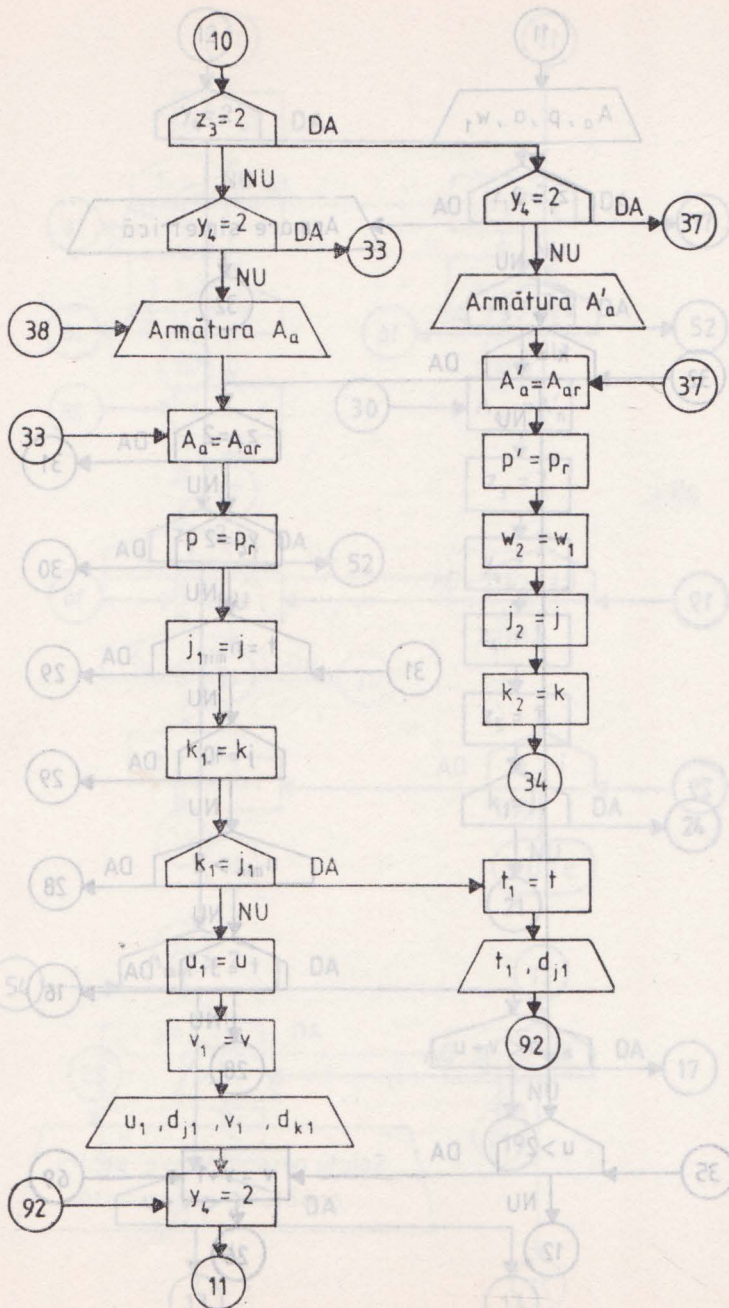 10
z₃ = 2 DA
NU
y₄ = 2 DA
33
NU
38
Armătura Aₐ
33
Aₐ = Aₐᵣ
p = pᵣ
j₁ = j
k₁ = k
k₁ = j₁ DA
NU
u₁ = u
v₁ = v
u₁ , dⱼ₁ , v₁ , dₖ₁
92
y₄ = 2
11
y₄ = 2 DA
37
NU
Armătura A'ₐ
A'ₐ = Aₐᵣ
37
p' = pᵣ
w₂ = w₁
j₂ = j
k₂ = k
34
t₁ = t
t₁ , dⱼ₁
92